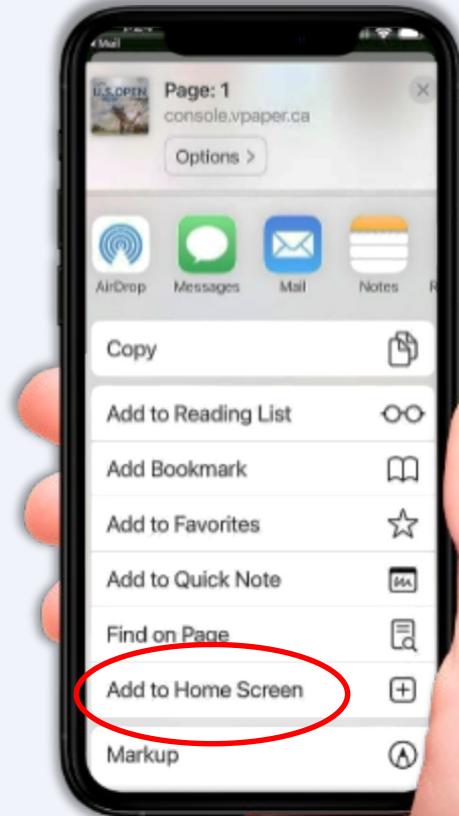 Mail
U.S.OPEN
Page: 1
console.vpaper.ca
Options >
AirDrop
Messages
Mail
Notes
R
Copy
Add to Reading List
Add Bookmark
Add to Favorites
Add to Quick Note
Find on Page
Add to Home Screen
Markup